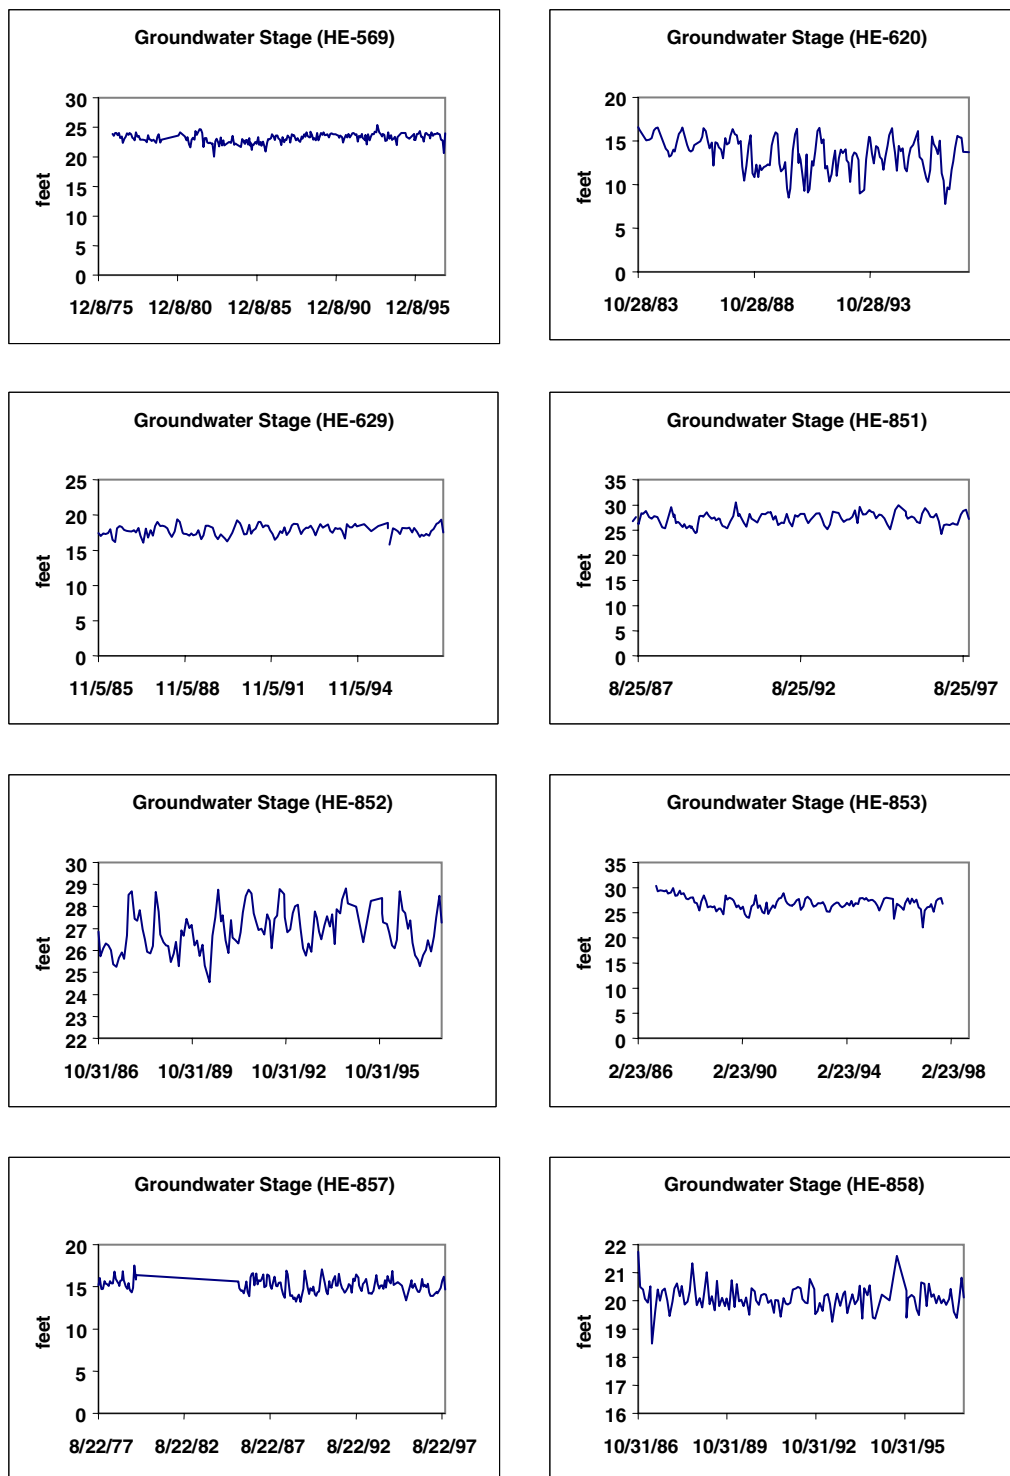 Groundwater Stage (HE-569)
30
25
20
15
10
5
0
feet
12/8/75 12/8/80 12/8/85 12/8/90 12/8/95
Groundwater Stage (HE-620)
20
15
10
5
0
feet
10/28/83 10/28/88 10/28/93
Groundwater Stage (HE-629)
25
20
15
10
5
0
feet
11/5/85 11/5/88 11/5/91 11/5/94
Groundwater Stage (HE-851)
35
30
25
20
15
10
5
0
feet
8/25/87 8/25/92 8/25/97
Groundwater Stage (HE-852)
30
29
28
27
26
25
24
23
22
feet
10/31/86 10/31/89 10/31/92 10/31/95
Groundwater Stage (HE-853)
35
30
25
20
15
10
5
0
feet
2/23/86 2/23/90 2/23/94 2/23/98
Groundwater Stage (HE-857)
20
15
10
5
0
feet
8/22/77 8/22/82 8/22/87 8/22/92 8/22/97
Groundwater Stage (HE-858)
22
21
20
19
18
17
16
feet
10/31/86 10/31/89 10/31/92 10/31/95